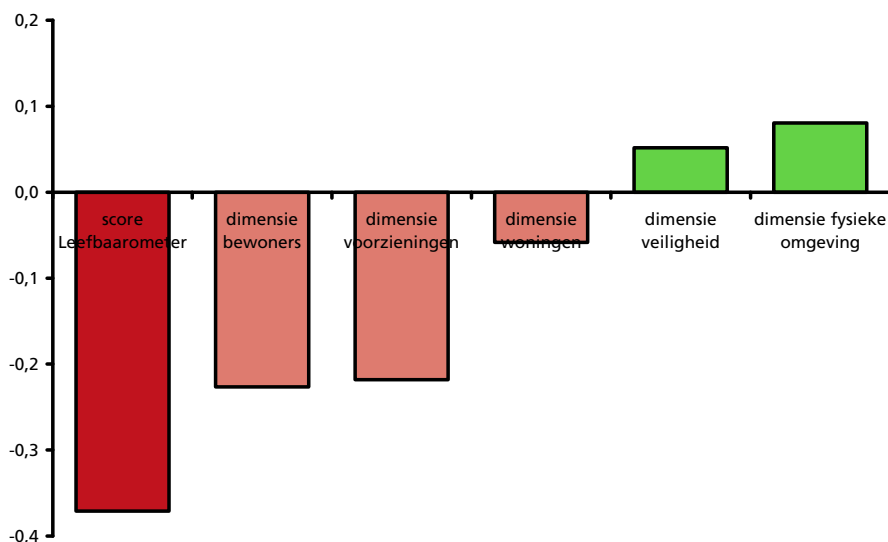 0,2
0,1
0,0
-0,1
-0,2
-0,3
-0,4
score
Leefbaarometer
dimensie
bewoners
dimensie
voorzieningen
dimensie
woningen
dimensie
veiligheid
dimensie fysieke
omgeving